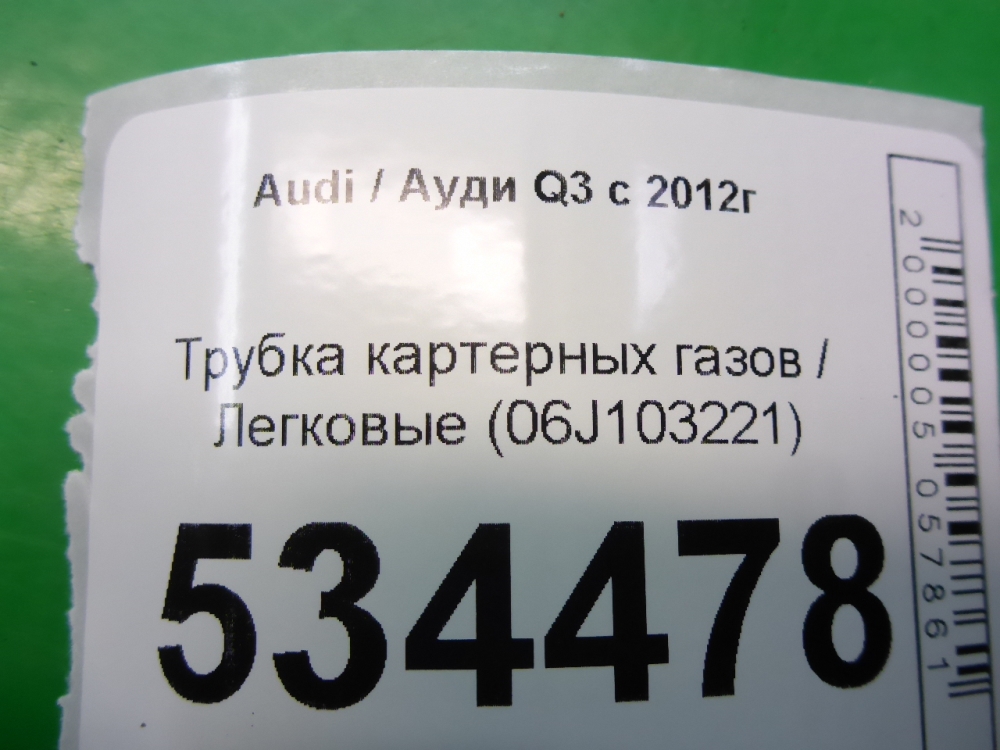 Audi / Ауди Q3 с 2012г
Трубка картерных газов /
Легковые (06J103221)
534478
2000005057861